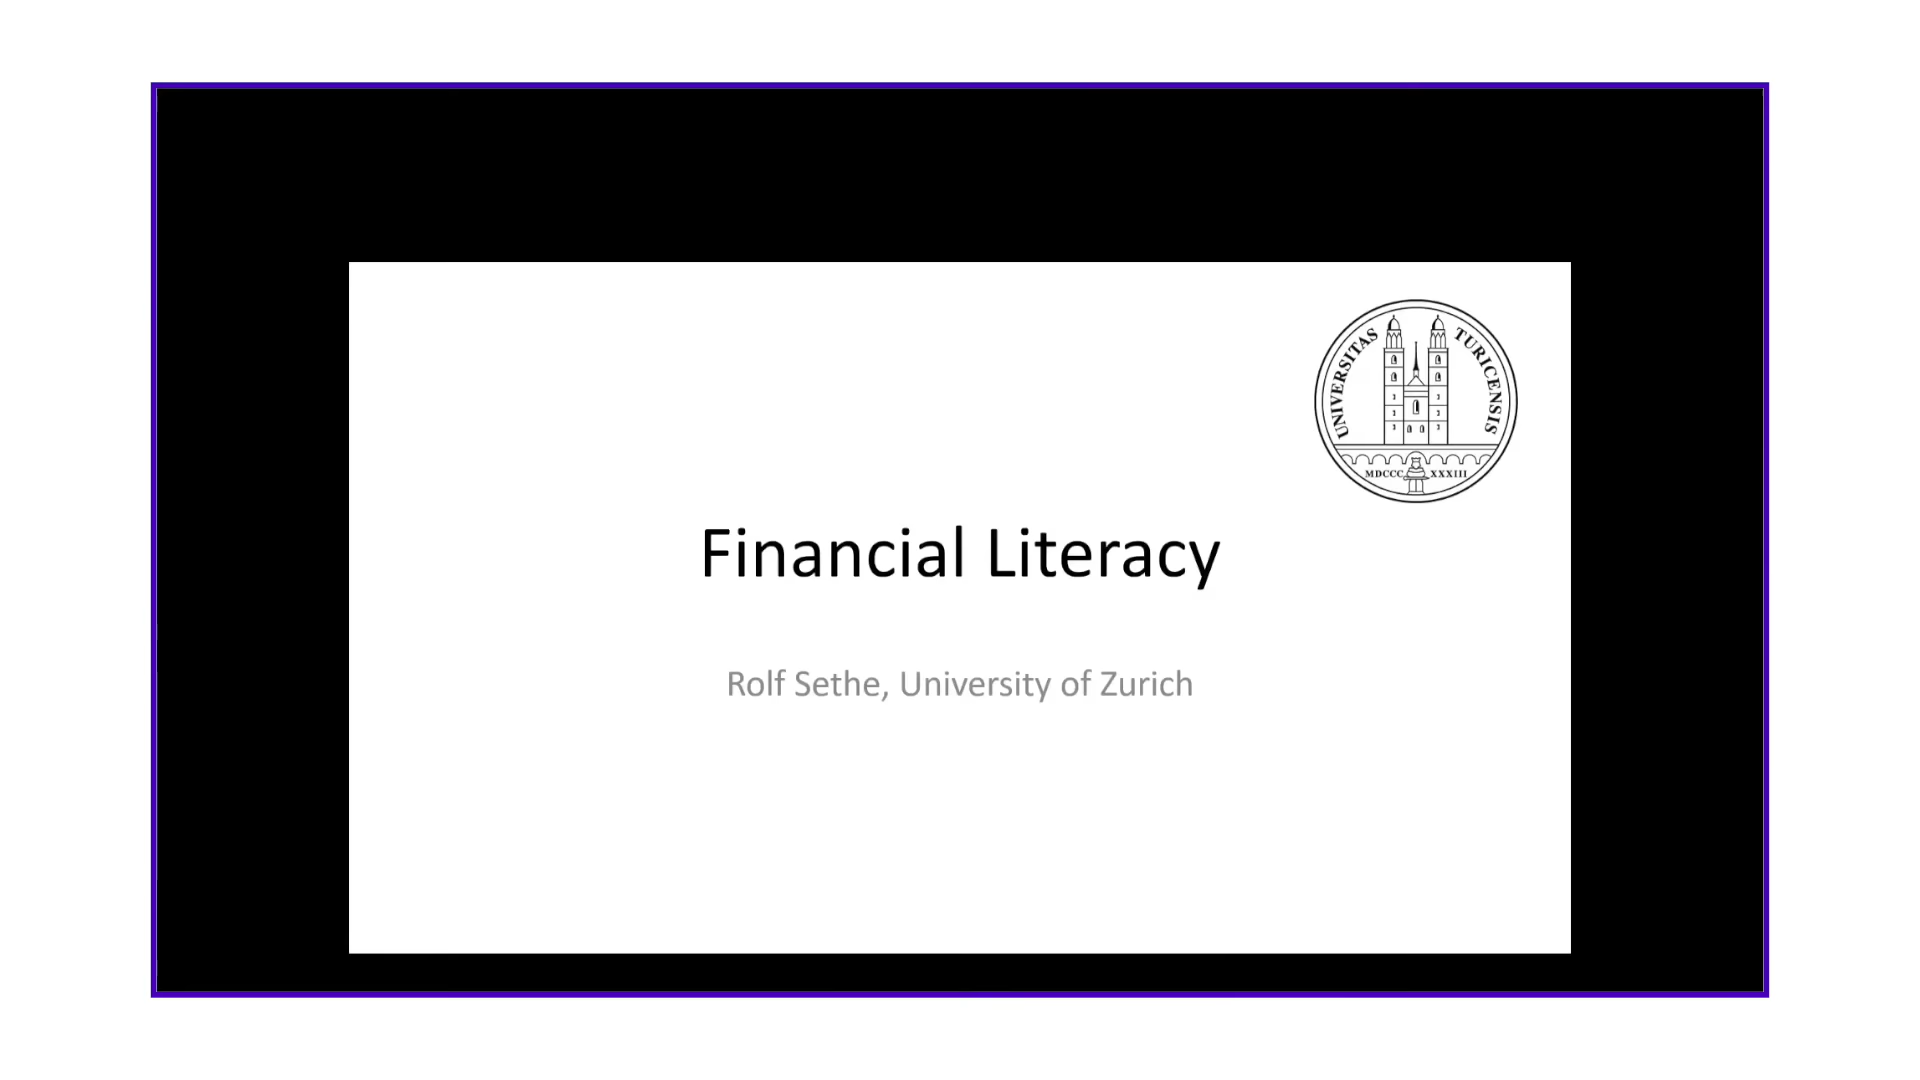 UNIVERSITAS TURICENSIS
MDCCC XXXIII
Financial Literacy
Rolf Sethe, University of Zurich